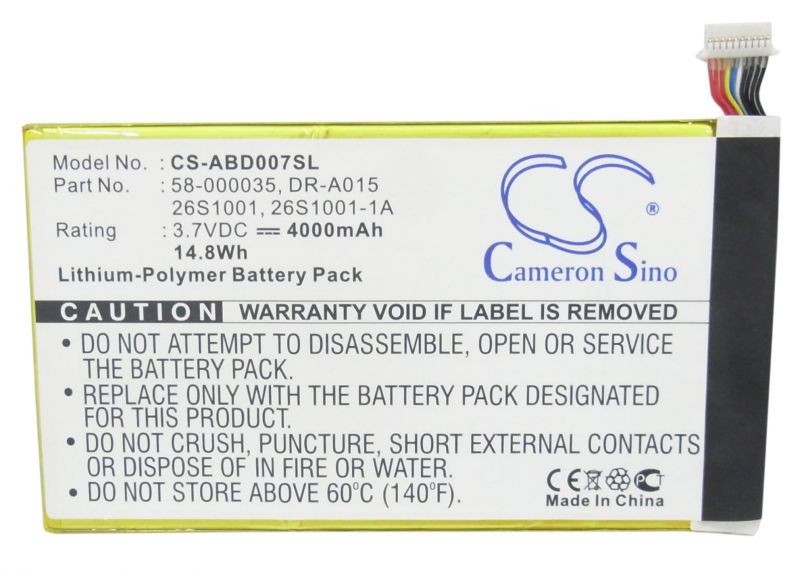 Model No. : CS-ABD007SL
Part No. : 58-000035, DR-A015
26S1001, 26S1001-1A
Rating : 3.7VDC ⎓ 4000mAh
14.8Wh
Lithium-Polymer Battery Pack
CS ®
Cameron Sino
CAUTION WARRANTY VOID IF LABEL IS REMOVED
• DO NOT ATTEMPT TO DISASSEMBLE, OPEN OR SERVICE
THE BATTERY PACK.
• REPLACE ONLY WITH THE BATTERY PACK DESIGNATED
FOR THIS PRODUCT.
• DO NOT CRUSH, PUNCTURE, SHORT EXTERNAL CONTACTS
OR DISPOSE OF IN FIRE OR WATER.
• DO NOT STORE ABOVE 60°C (140°F).
CE
Made In China